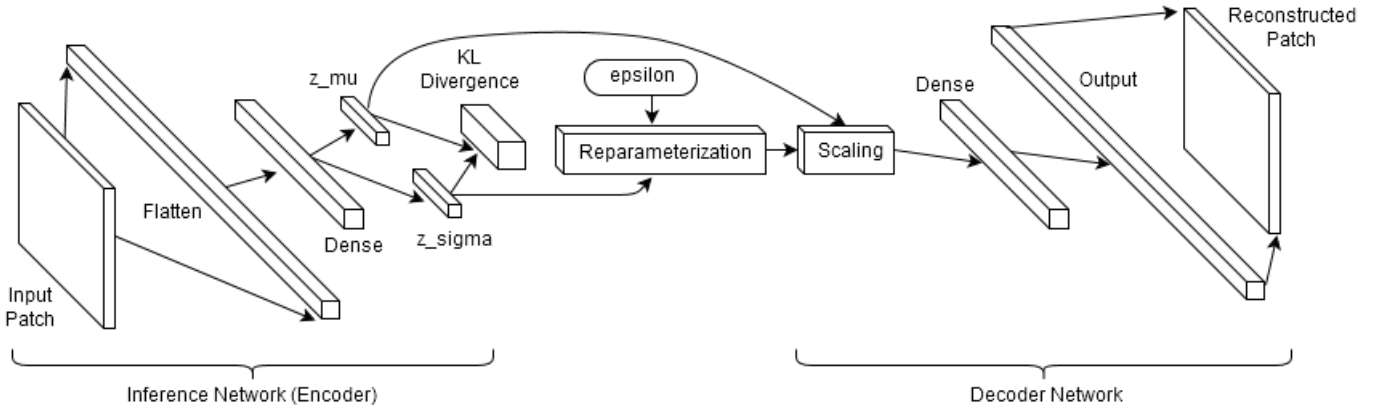 Input
Patch
Flatten
Dense
z_mu
z_sigma
KL
Divergence
epsilon
Reparameterization
Scaling
Dense
Output
Reconstructed
Patch
Inference Network (Encoder)
Decoder Network